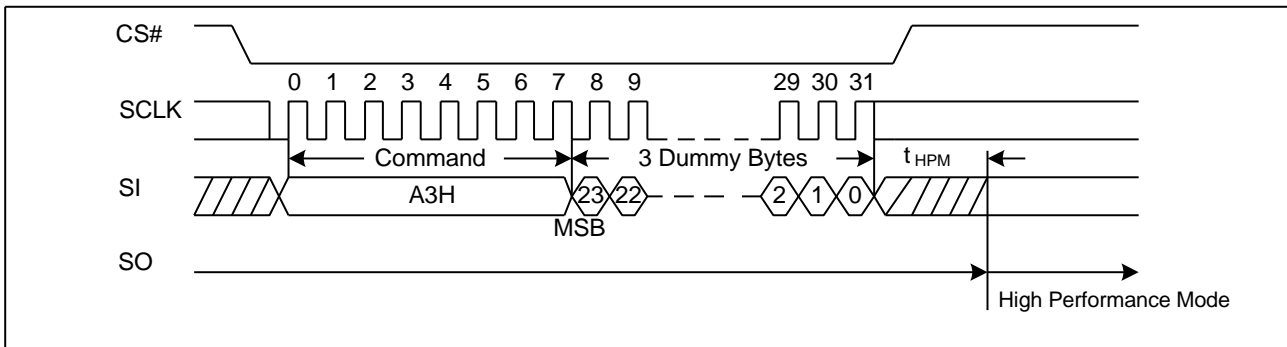 CS#
0 1 2 3 4 5 6 7 8 9 29 30 31
SCLK
Command 3 Dummy Bytes tHPM
SI A3H 23 22 2 1 0
MSB
SO
High Performance Mode